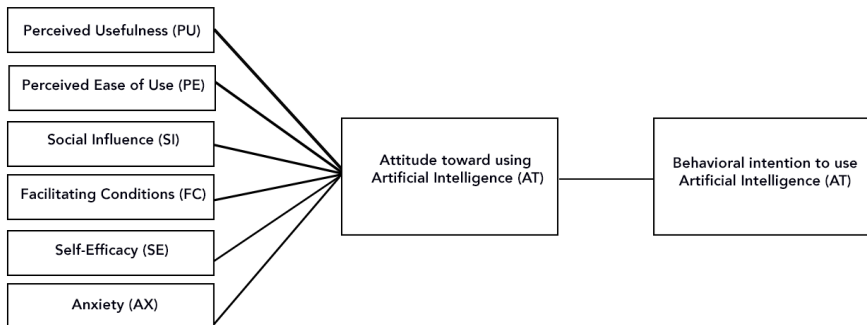 Perceived Usefulness (PU)
Perceived Ease of Use (PE)
Social Influence (SI)
Facilitating Conditions (FC)
Self-Efficacy (SE)
Anxiety (AX)
Attitude toward using
Artificial Intelligence (AT)
Behavioral intention to use
Artificial Intelligence (AT)